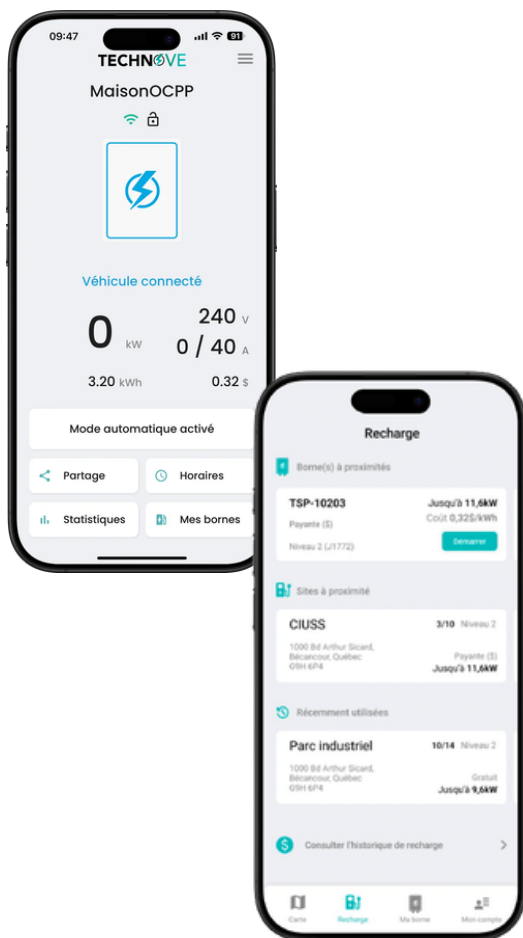 09:47
91
TECHNOVE
MaisonOCPP
Véhicule connecté
0 kW
240 V
0 / 40 A
3.20 kWh
0.32 $
Mode automatique activé
Partage
Horaires
Statistiques
Mes bornes
Recharge
Borne(s) à proximités
TSP-10203
Jusqu'à 11,6kW
Payante ($)
Coût 0,32$/kWh
Niveau 2 (J1772)
Démarrer
Sites à proximité
CIUSS
3/10 Niveau 2
1000 Bd Arthur Sicard,
Bécancour, Québec
G9H 6P4
Payante ($)
Jusqu'à 11,6kW
Récemment utilisées
Parc industriel
10/14 Niveau 2
1000 Bd Arthur Sicard,
Bécancour, Québec
G9H 6P4
Gratuit
Jusqu'à 9,6kW
$
Consulter l'historique de recharge
Carte
Recharge
Ma borne
Mon compte